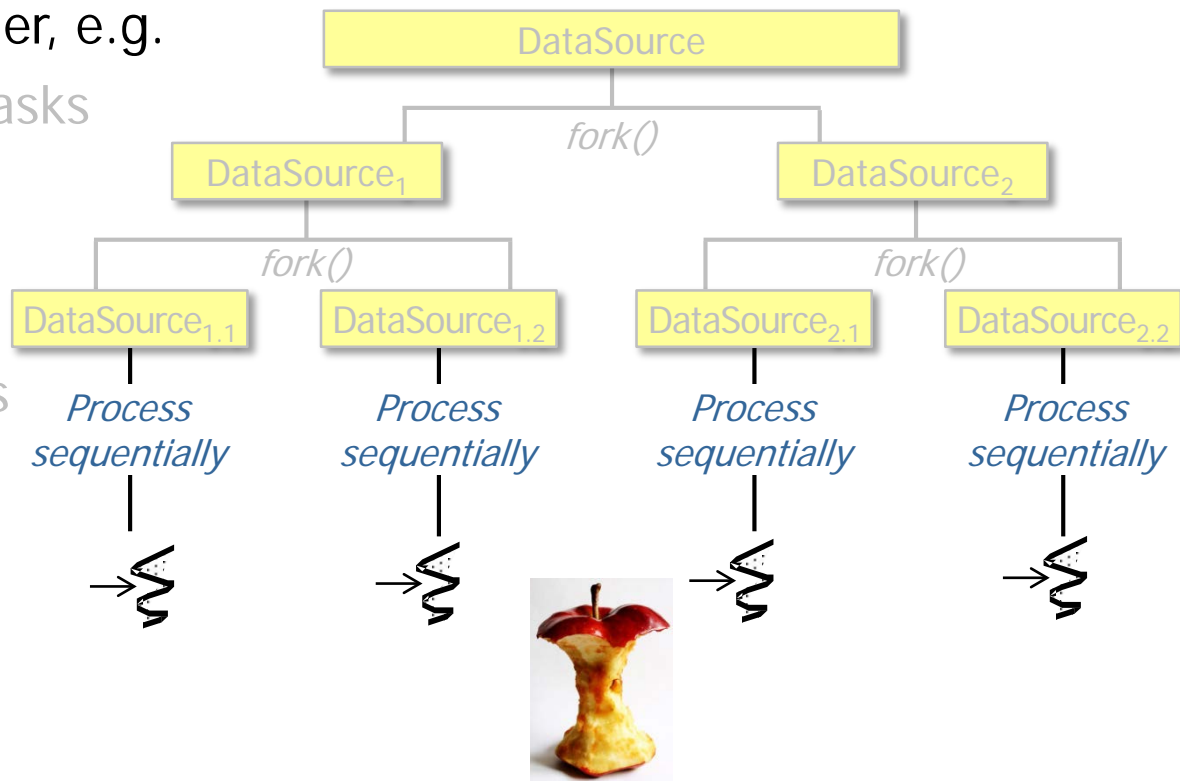 er, e.g.
DataSource
asks
fork()
DataSource₁
DataSource₂
fork()
fork()
DataSource₁.₁
DataSource₁.₂
DataSource₂.₁
DataSource₂.₂
s
Process
sequentially
Process
sequentially
Process
sequentially
Process
sequentially